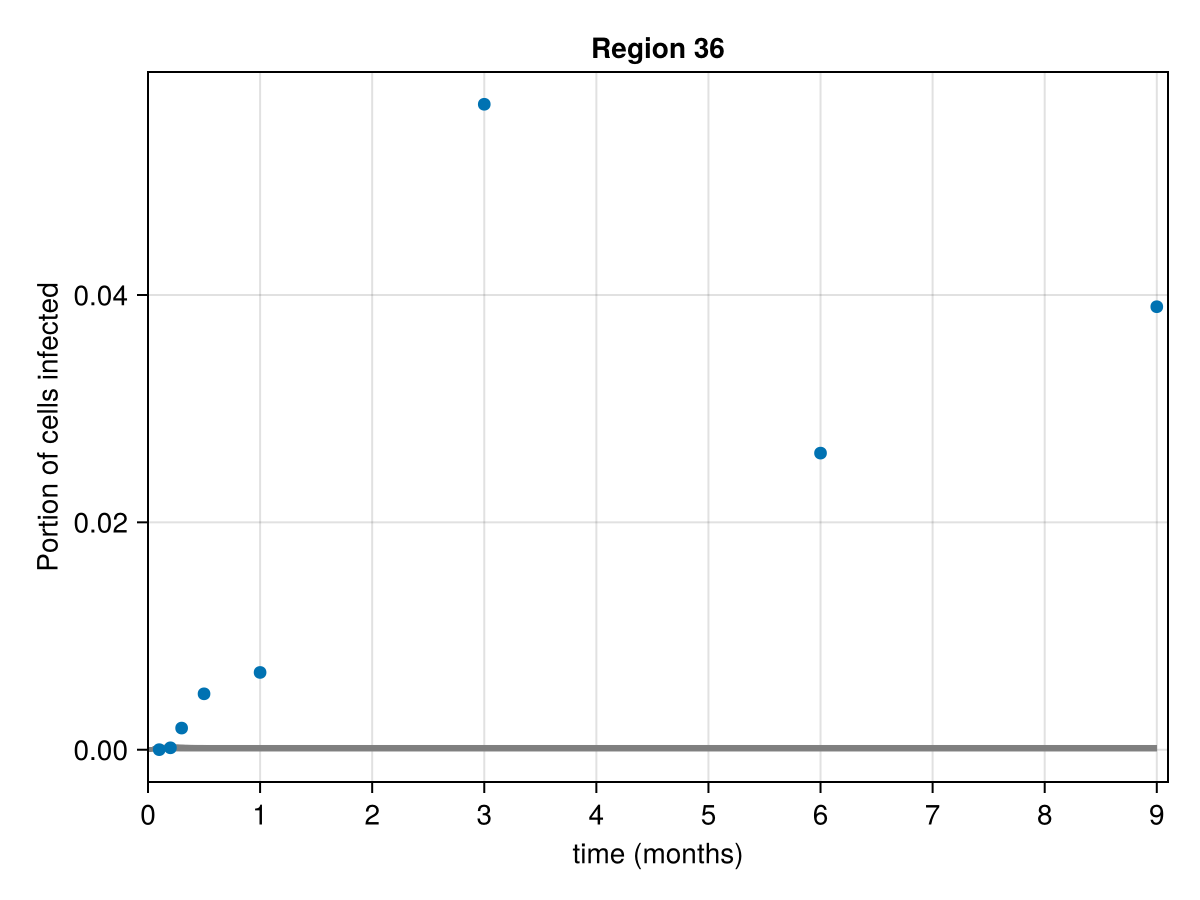 Region 36
Portion of cells infected
0.04
0.02
0.00
0 1 2 3 4 5 6 7 8 9
time (months)